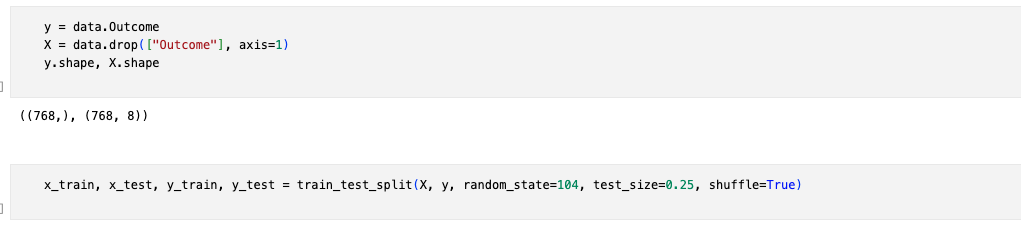 y = data.Outcome
X = data.drop(["Outcome"], axis=1)
y.shape, X.shape
((768,), (768, 8))
x_train, x_test, y_train, y_test = train_test_split(X, y, random_state=104, test_size=0.25, shuffle=True)